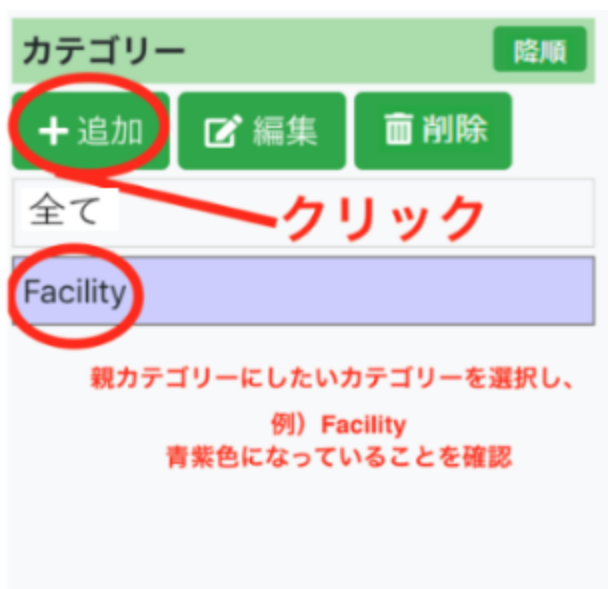 カテゴリー 降順
追加 編集 削除
全て
クリック
Facility
親カテゴリーにしたいカテゴリーを選択し、
例）Facility
青紫色になっていることを確認